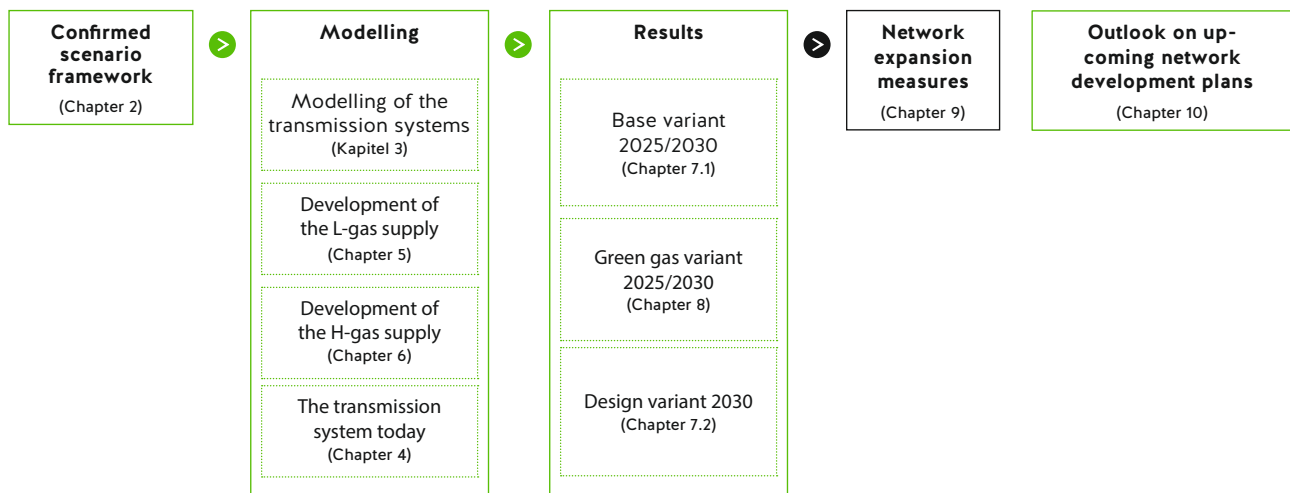 Confirmed
scenario
framework
(Chapter 2)
Modelling
Modelling of the
transmission systems
(Kapitel 3)
Development of
the L-gas supply
(Chapter 5)
Development of
the H-gas supply
(Chapter 6)
The transmission
system today
(Chapter 4)
Results
Base variant
2025/2030
(Chapter 7.1)
Green gas variant
2025/2030
(Chapter 8)
Design variant 2030
(Chapter 7.2)
Network
expansion
measures
(Chapter 9)
Outlook on up-
coming network
development plans
(Chapter 10)